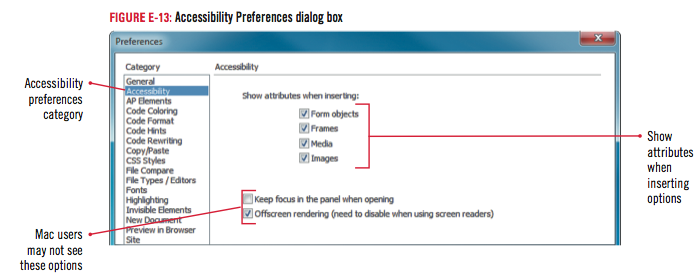 FIGURE E-13: Accessibility Preferences dialog box
Preferences
Category
General
Accessibility
AP Elements
Code Coloring
Code Format
Code Hints
Code Rewriting
Copy/Paste
CSS Styles
File Compare
File Types / Editors
Fonts
Highlighting
Invisible Elements
New Document
Preview in Browser
Site
Accessibility
Show attributes when inserting:
Form objects
Frames
Media
Images
Keep focus in the panel when opening
Offscreen rendering (need to disable when using screen readers)
Accessibility
preferences
category
Mac users
may not see
these options
Show
attributes
when
inserting
options